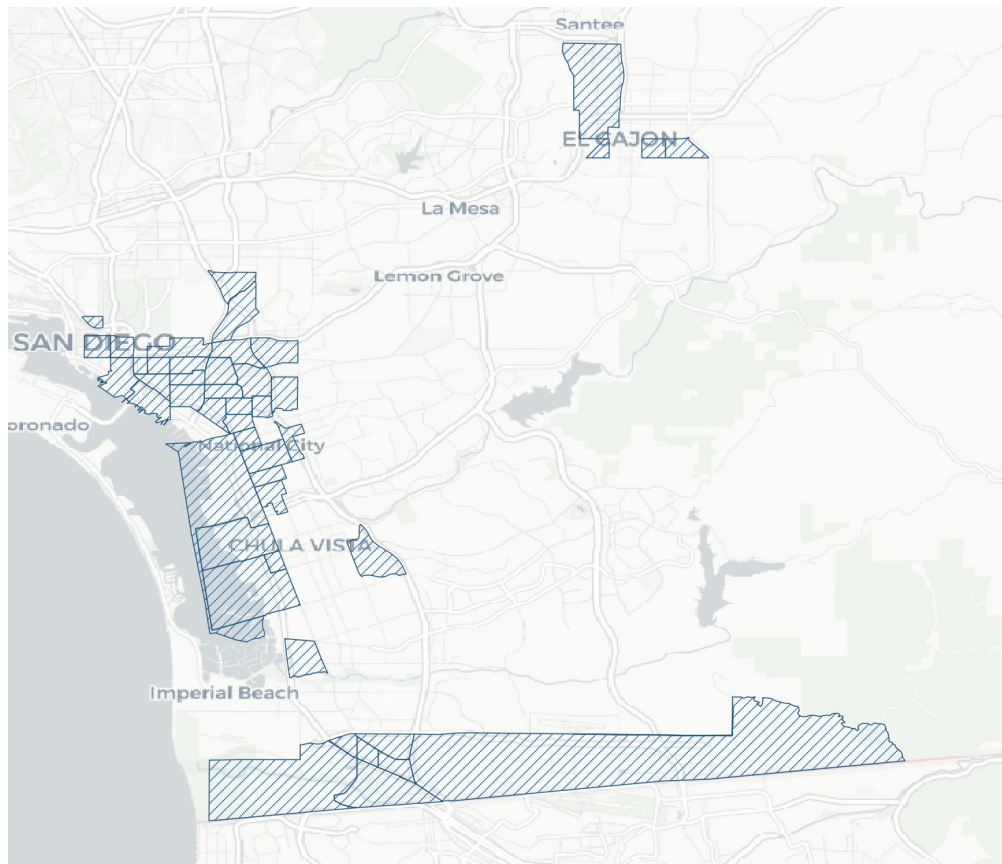 Santee
EL CAJON
La Mesa
Lemon Grove
SAN DIEGO
oronado
National City
CHULA VISTA
Imperial Beach